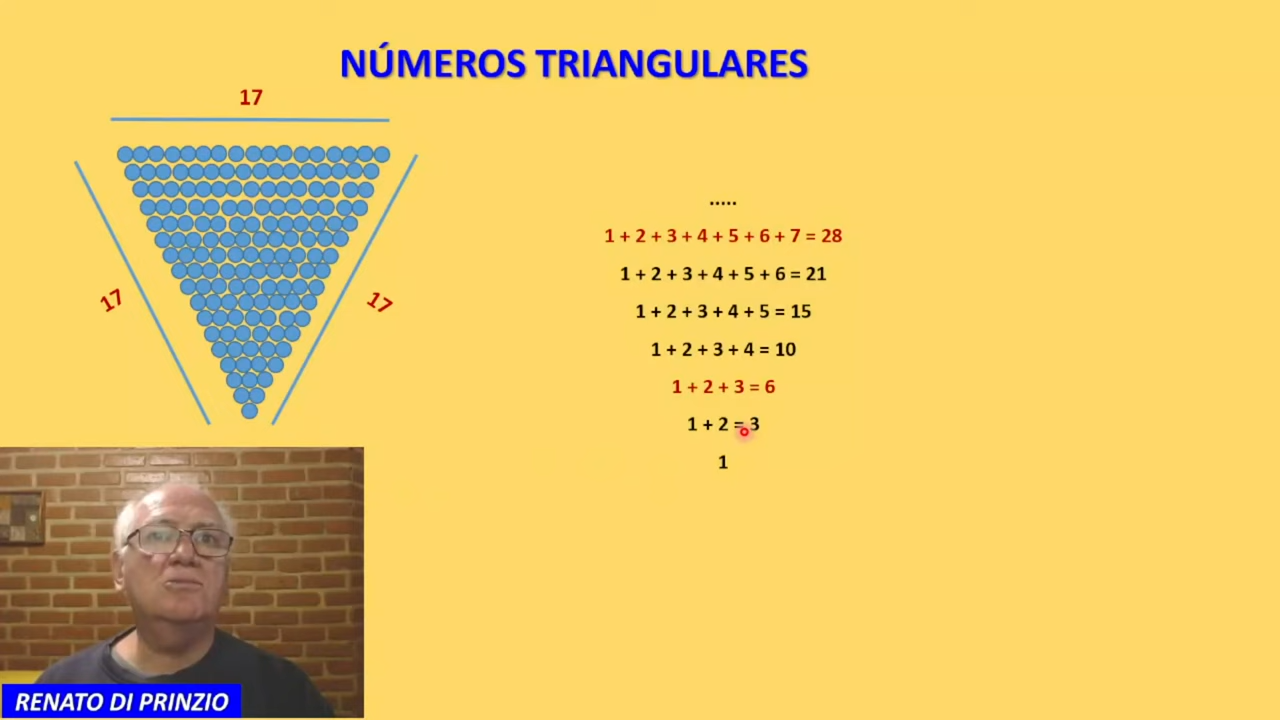 NÚMEROS TRIANGULARES
17
17
17
.....
1 + 2 + 3 + 4 + 5 + 6 + 7 = 28
1 + 2 + 3 + 4 + 5 + 6 = 21
1 + 2 + 3 + 4 + 5 = 15
1 + 2 + 3 + 4 = 10
1 + 2 + 3 = 6
1 + 2 = 3
1
RENATO DI PRINZIO